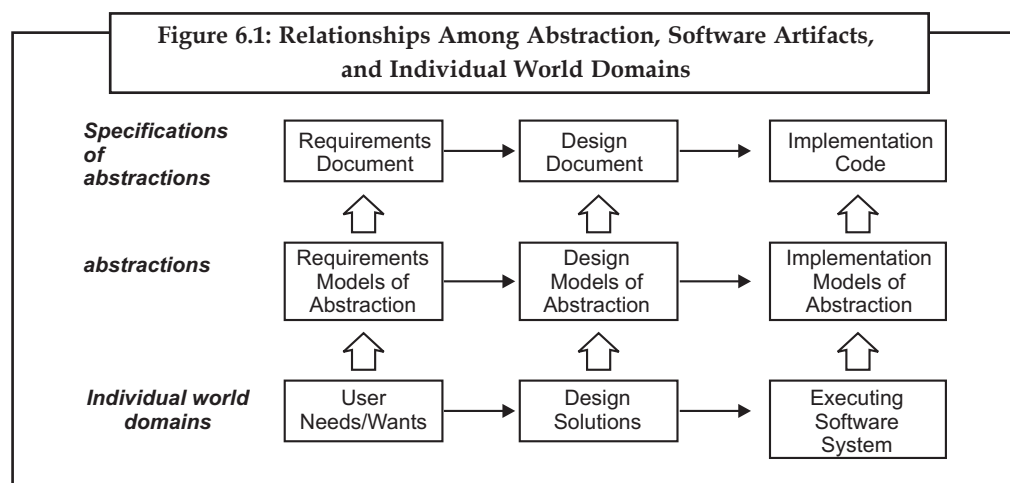 Figure 6.1: Relationships Among Abstraction, Software Artifacts,
and Individual World Domains
Specifications
of
abstractions
Requirements
Document
Design
Document
Implementation
Code
abstractions
Requirements
Models of
Abstraction
Design
Models of
Abstraction
Implementation
Models of
Abstraction
Individual world
domains
User
Needs/Wants
Design
Solutions
Executing
Software
System